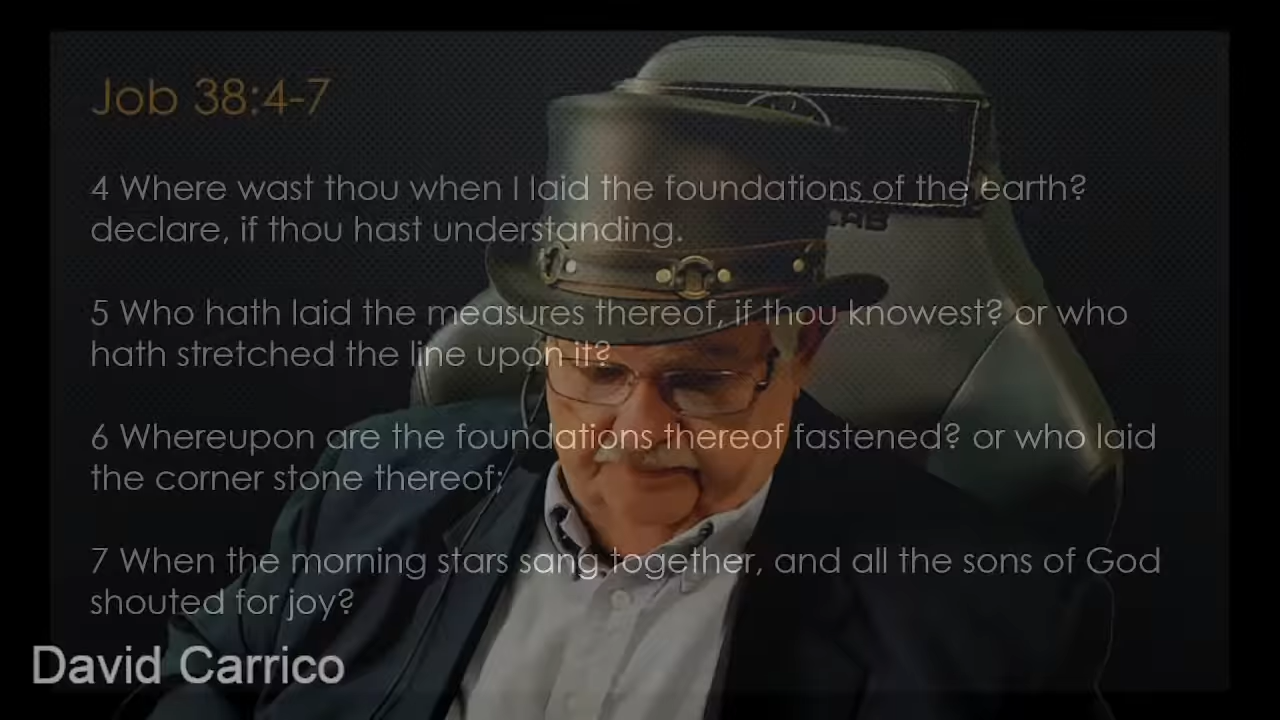 Job 38:4-7
4 Where wast thou when I laid the foundations of the earth?
declare, if thou hast understanding.
5 Who hath laid the measures thereof, if thou knowest? or who
hath stretched the line upon it?
6 Whereupon are the foundations thereof fastened? or who laid
the corner stone thereof;
7 When the morning stars sang together, and all the sons of God
shouted for joy?
David Carrico